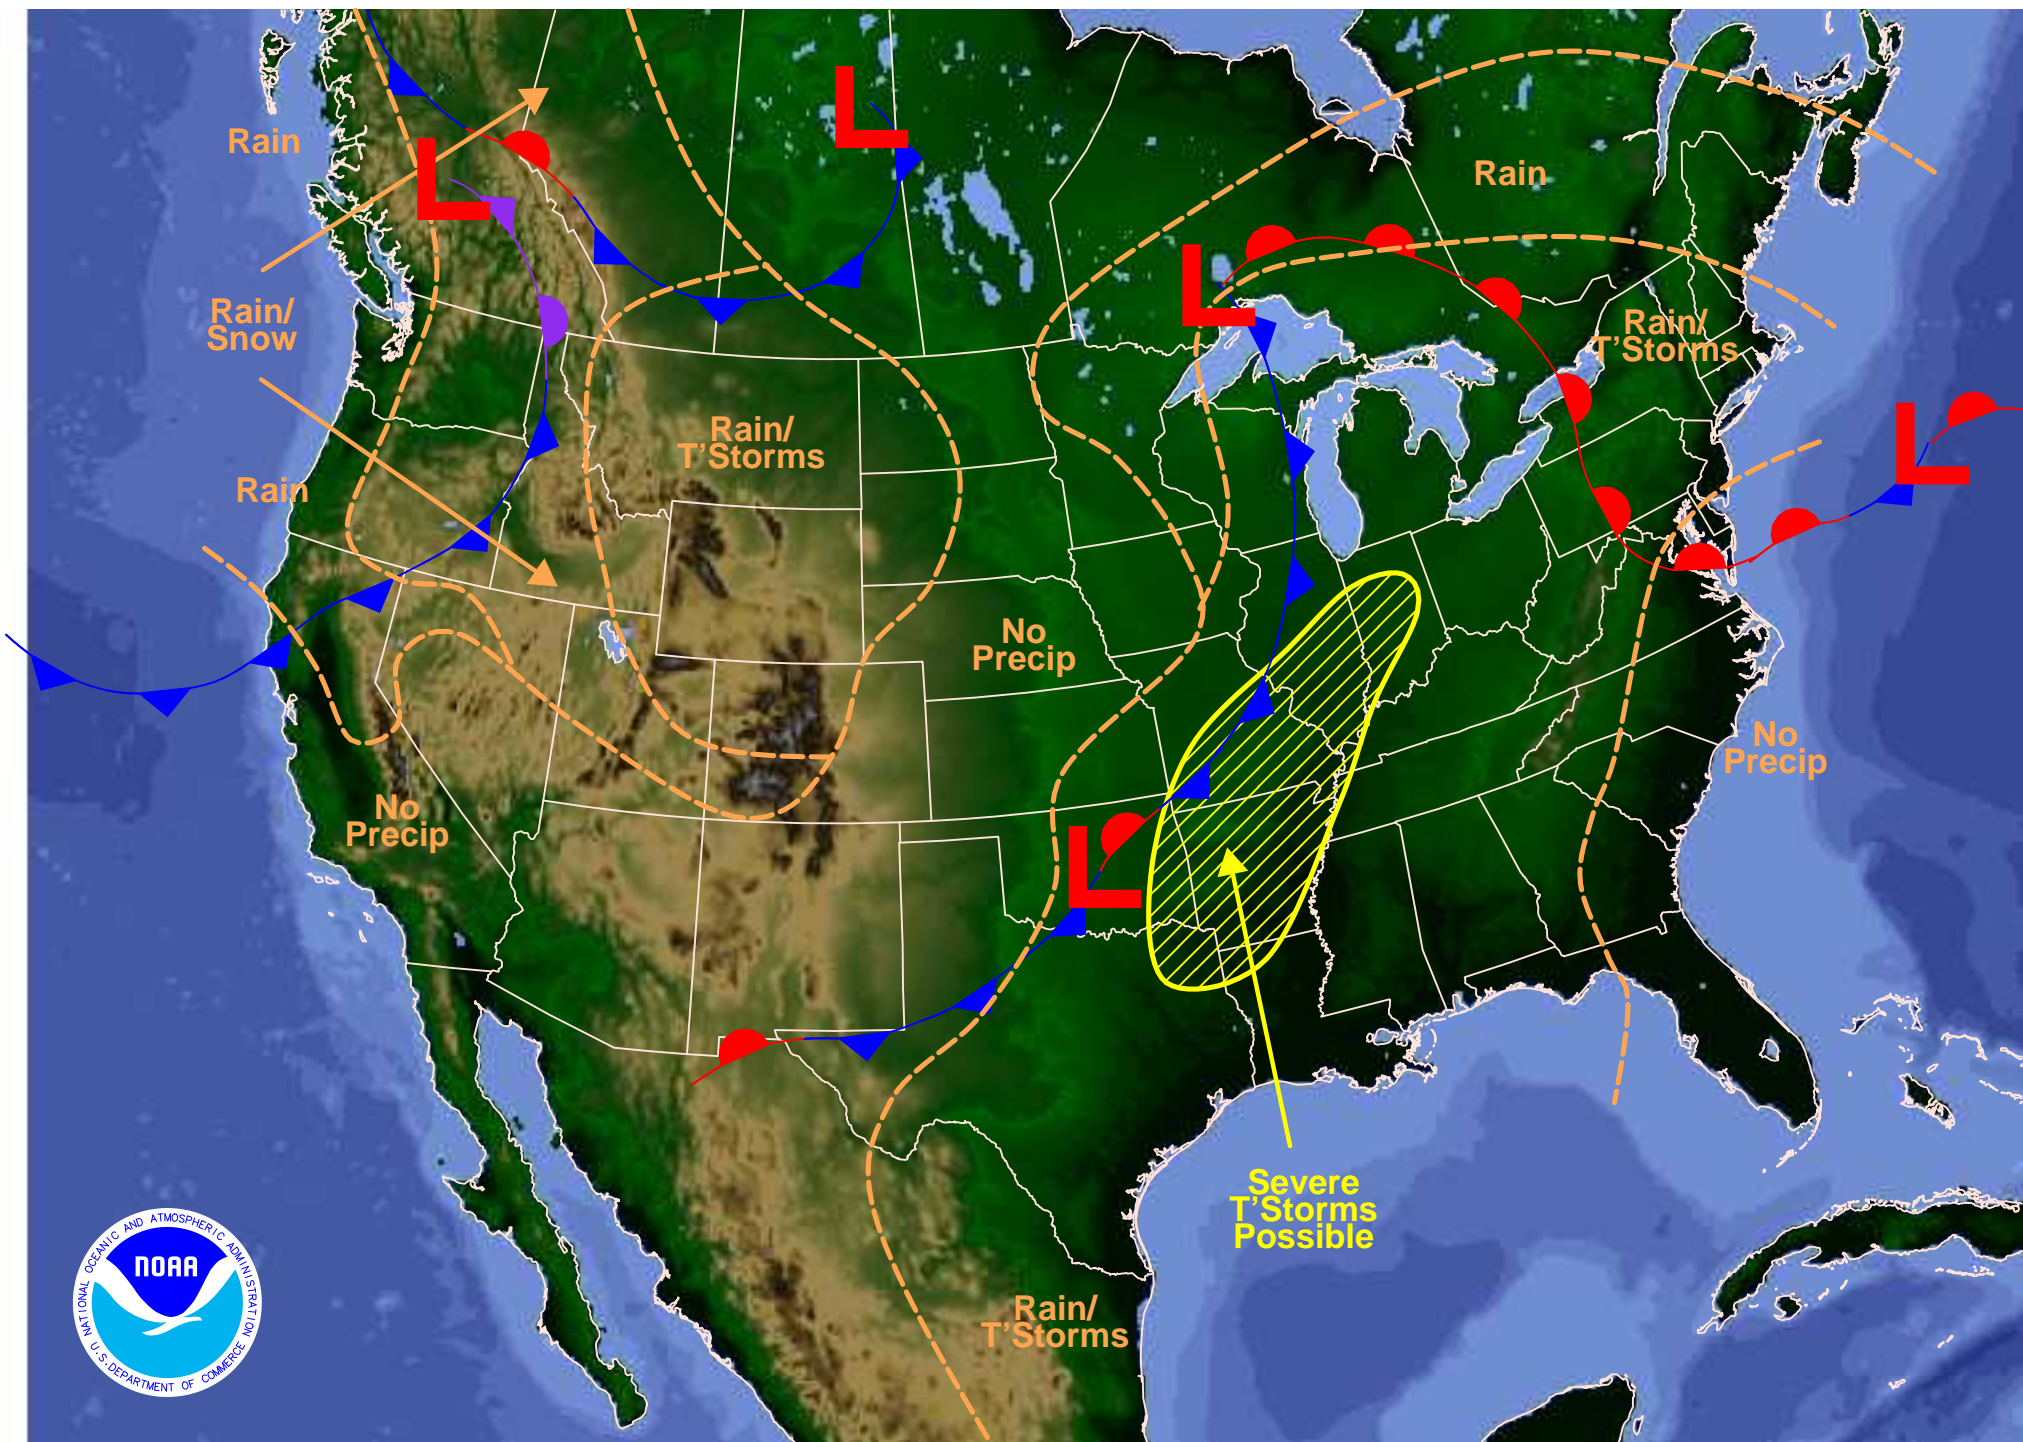 L
L
Rain
Rain
L
Rain/
Snow
Rain/
T'Storms
Rain/
T'Storms
L
Rain
No
Precip
No
Precip
No
Precip
L
Severe
T'Storms
Possible
Rain/
T'Storms
NATIONAL OCEANIC AND ATMOSPHERIC ADMINISTRATION
NOAA
U.S. DEPARTMENT OF COMMERCE